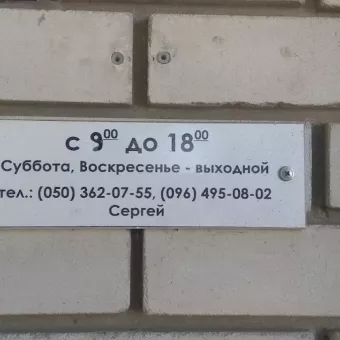 с 9⁰⁰ до 18⁰⁰
Суббота, Воскресенье - выходной
тел.: (050) 362-07-55, (096) 495-08-02
Сергей